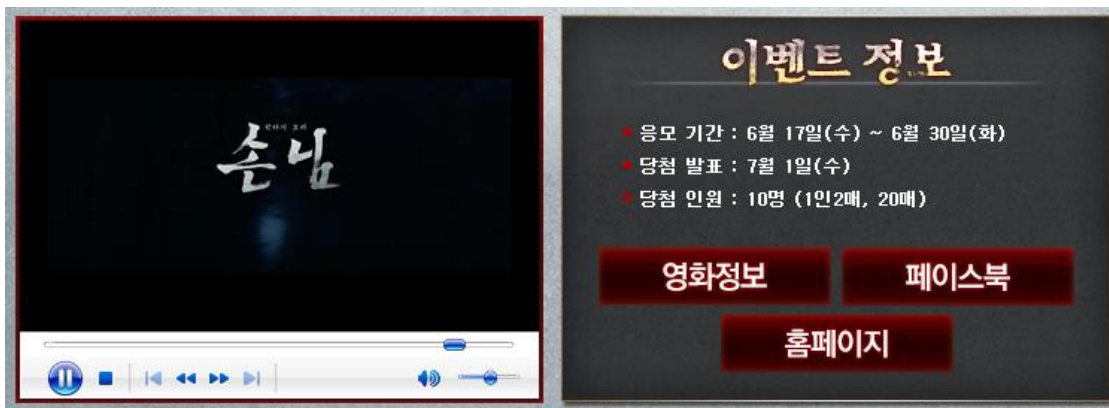 손님
이벤트 정보
응모 기간 : 6월 17일(수) ~ 6월 30일(화)
당첨 발표 : 7월 1일(수)
당첨 인원 : 10명 (1인2매, 20매)
영화정보
페이스북
홈페이지